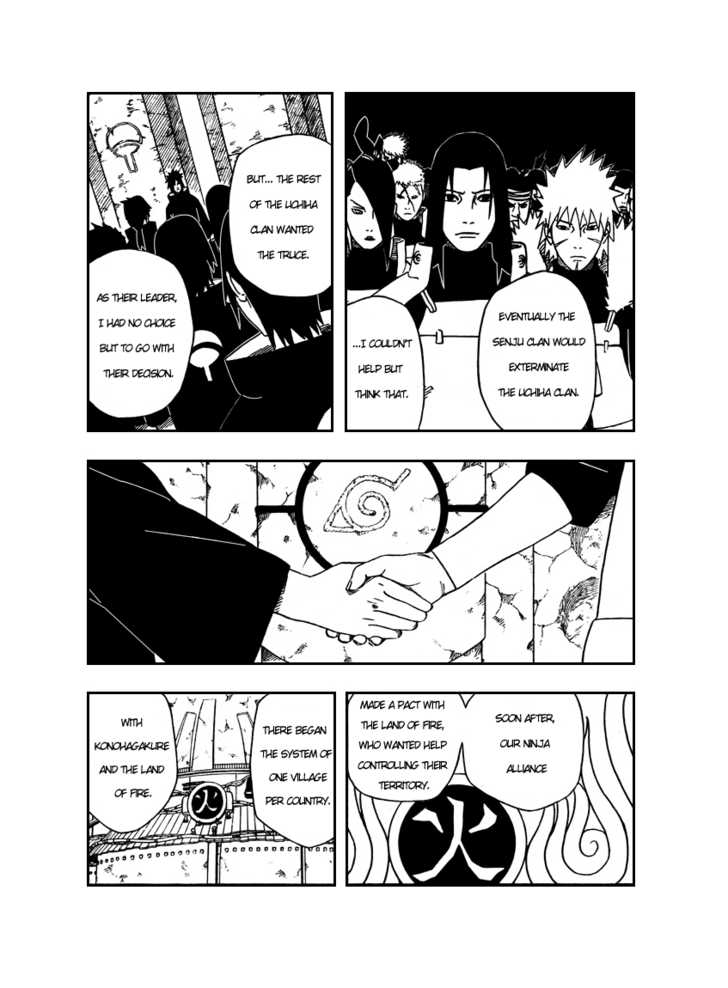 EVENTUALLY THE
SENJU CLAN WOULD
EXTERMINATE
THE UCHIHA CLAN.
...I COULDN'T
HELP BUT
THINK THAT.
BUT... THE REST
OF THE UCHIHA
CLAN WANTED
THE TRUCE.
AS THEIR LEADER,
I HAD NO CHOICE
BUT TO GO WITH
THEIR DECISION.
SOON AFTER,
OUR NINJA
ALLIANCE
MADE A PACT WITH
THE LAND OF FIRE,
WHO WANTED HELP
CONTROLLING THEIR
TERRITORY.
火
THERE BEGAN
THE SYSTEM OF
ONE VILLAGE
PER COUNTRY.
WITH
KONOHAGAKURE
AND THE LAND
OF FIRE.
火